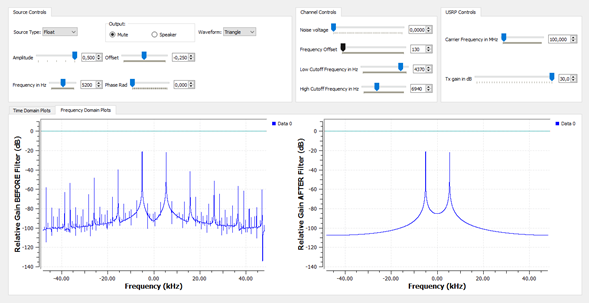 Source Controls
Source Type: Float
Output:
Mute Speaker
Waveform: Triangle
Amplitude 0,500 Offset -0,250
Frequency in Hz 5200 Phase Rad 0,000
Channel Controls
Noise voltage 0,0000
Frequency Offset 130
Low Cutoff Frequency in Hz 4370
High Cutoff Frequency in Hz 6940
USRP Controls
Carrier Frequency in MHz 100,000
Tx gain in dB 30,0
Time Domain Plots Frequency Domain Plots
Relative Gain BEFORE Filter (dB)
0
-20
-40
-60
-80
-100
-120
-140
-40.00 -20.00 0.00 20.00 40.00
Frequency (kHz)
Data 0
Relative Gain AFTER Filter (dB)
0
-20
-40
-60
-80
-100
-120
-140
-40.00 -20.00 0.00 20.00 40.00
Frequency (kHz)
Data 0